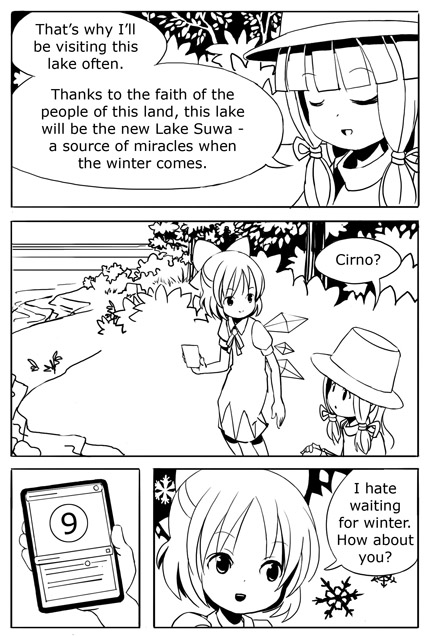 That's why I'll
be visiting this
lake often.
Thanks to the faith of the
people of this land, this lake
will be the new Lake Suwa -
a source of miracles when
the winter comes.
Cirno?
9
I hate
waiting
for winter.
How about
you?